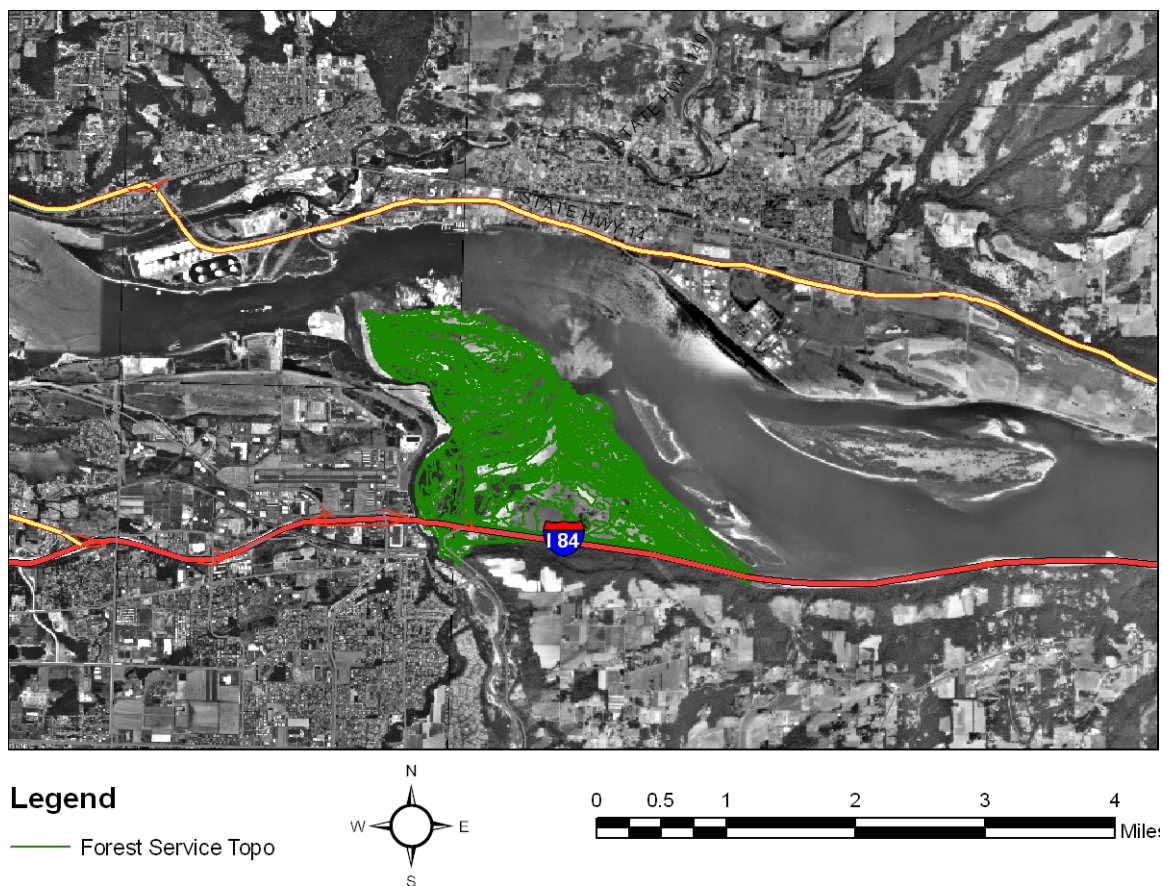 STATE HWY 140
STATE HWY 14
I 84
Legend
Forest Service Topo
N
W E
S
0 0.5 1 2 3 4
Miles